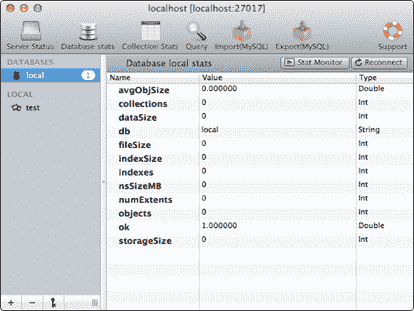 localhost [localhost:27017]
Server Status Database stats Collection Stats Query Import(MySQL) Export(MySQL) Support
DATABASES Database local stats Stat Monitor Reconnect
local 1
LOCAL
test
Name Value Type
avgObjSize 0.000000 Double
collections 0 Int
dataSize 0 Int
db local String
fileSize 0 Int
indexSize 0 Int
indexes 0 Int
nsSizeMB 0 Int
numExtents 0 Int
objects 0 Int
ok 1.000000 Double
storageSize 0 Int